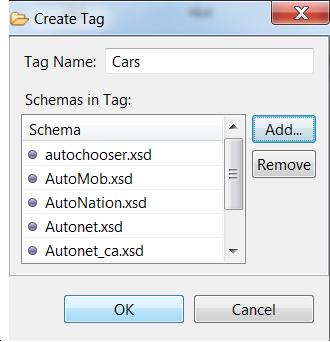 Create Tag
Tag Name: Cars
Schemas in Tag:
Schema
Add...
autochooser.xsd
Remove
AutoMob.xsd
AutoNation.xsd
Autonet.xsd
Autonet_ca.xsd
OK Cancel